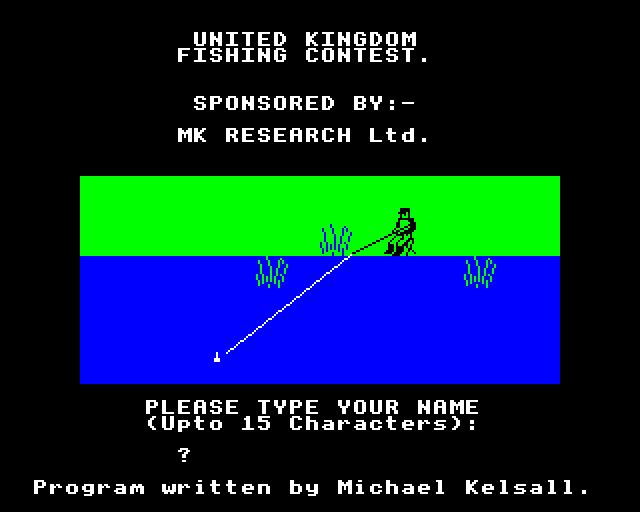 UNITED KINGDOM
FISHING CONTEST.
SPONSORED BY:-
MK RESEARCH Ltd.
PLEASE TYPE YOUR NAME
(Upto 15 Characters):
?
Program written by Michael Kelsall.